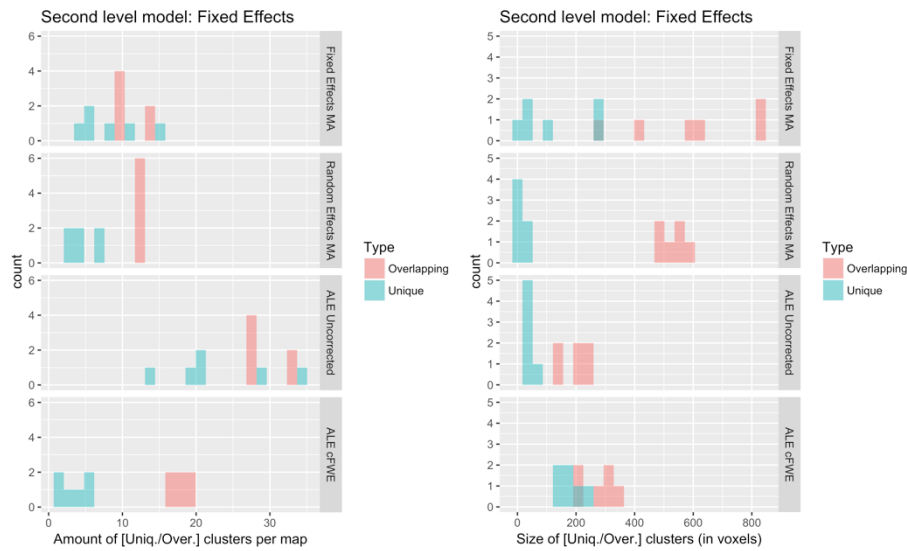 Second level model: Fixed Effects
6
4
2
0
Fixed Effects MA
6
4
2
0
Random Effects MA
6
4
2
0
ALE Uncorrected
6
4
2
0
ALE cFWE
count
0 10 20 30
Amount of [Uniq./Over.] clusters per map
Type
Overlapping
Unique
Second level model: Fixed Effects
5
4
3
2
1
0
Fixed Effects MA
5
4
3
2
1
0
Random Effects MA
5
4
3
2
1
0
ALE Uncorrected
5
4
3
2
1
0
ALE cFWE
count
0 200 400 600 800
Size of [Uniq./Over.] clusters (in voxels)
Type
Overlapping
Unique